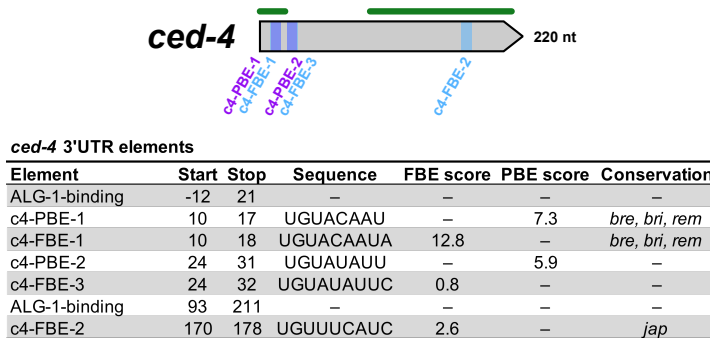 ced-4
220 nt
c4-PBE-1
c4-FBE-1
c4-PBE-2
c4-FBE-3
c4-FBE-2
ced-4 3'UTR elements
Element Start Stop Sequence FBE score PBE score Conservation
ALG-1-binding -12 21 – – – –
c4-PBE-1 10 17 UGUACAAU – 7.3 bre, bri, rem
c4-FBE-1 10 18 UGUACAAUA 12.8 – bre, bri, rem
c4-PBE-2 24 31 UGUAUAUU – 5.9 –
c4-FBE-3 24 32 UGUAUAUUC 0.8 – –
ALG-1-binding 93 211 – – – –
c4-FBE-2 170 178 UGUUUCAUC 2.6 – jap